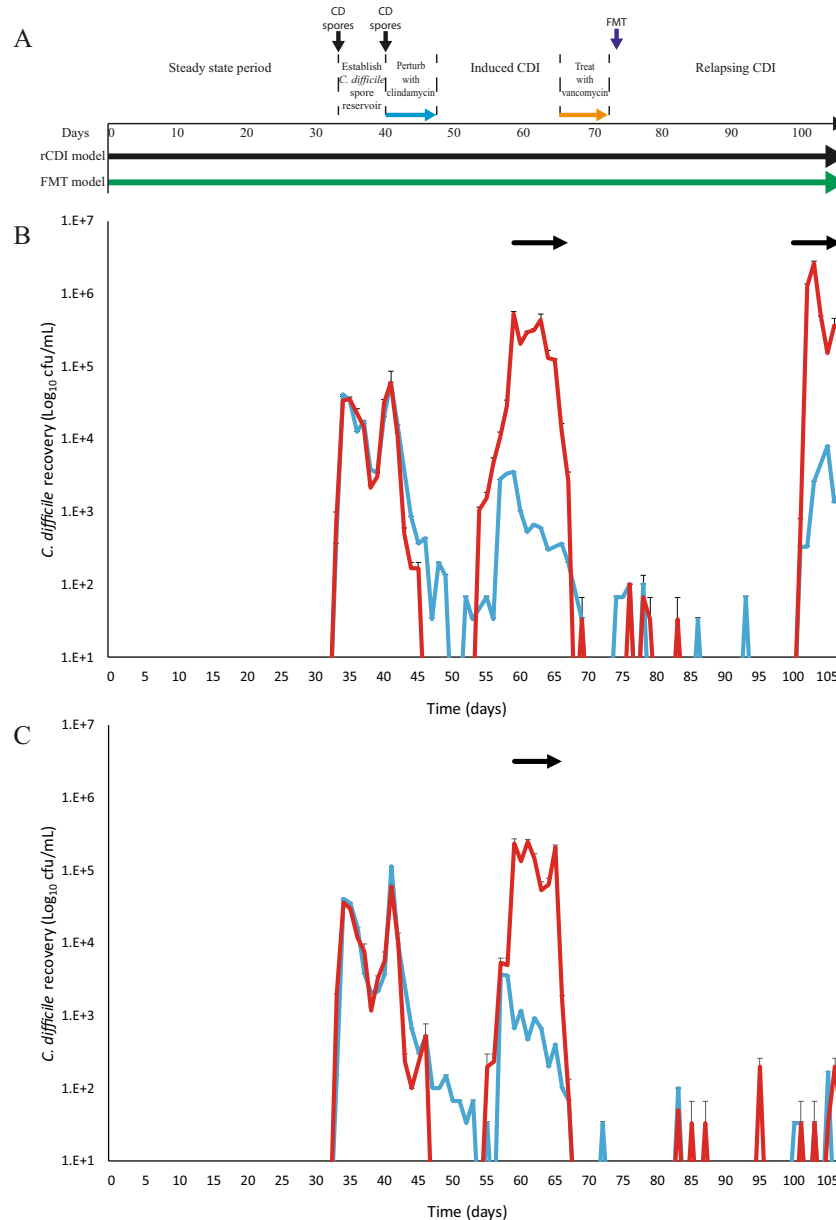 A
CD
spores
CD
spores
FMT
Steady state period
Establish
C. difficile
spore
reservoir
Perturb
with
clindamycin
Induced CDI
Treat
with
vancomycin
Relapsing CDI
Days
0 10 20 30 40 50 60 70 80 90 100
rCDI model
FMT model
B
C. difficile recovery (Log10 cfu/mL)
1.E+7
1.E+6
1.E+5
1.E+4
1.E+3
1.E+2
1.E+1
0 5 10 15 20 25 30 35 40 45 50 55 60 65 70 75 80 85 90 95 100 105
Time (days)
C
C. difficile recovery (Log10 cfu/mL)
1.E+7
1.E+6
1.E+5
1.E+4
1.E+3
1.E+2
1.E+1
0 5 10 15 20 25 30 35 40 45 50 55 60 65 70 75 80 85 90 95 100 105
Time (days)